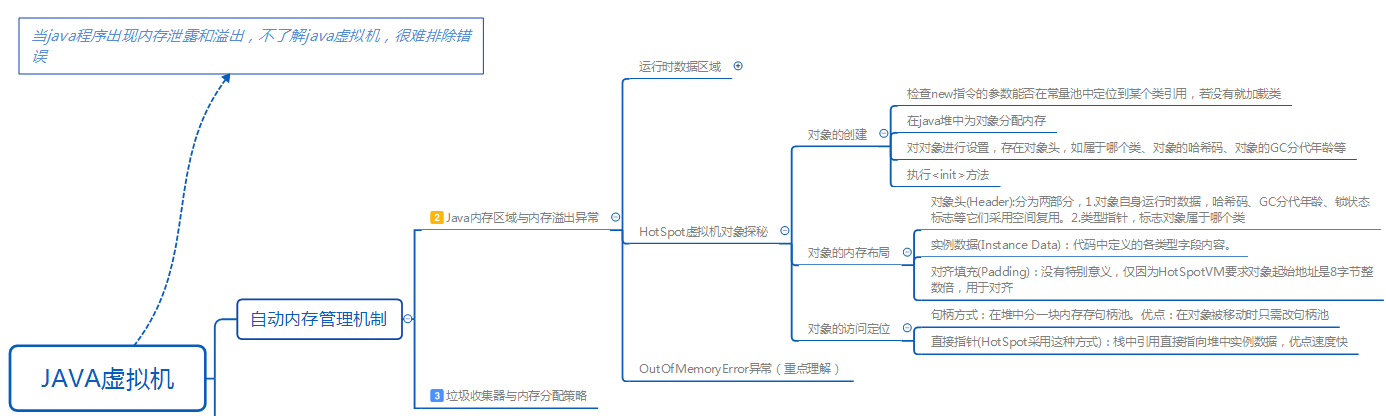 当java程序出现内存泄露和溢出，不了解java虚拟机，很难排除错
误
JAVA虚拟机
自动内存管理机制
2 Java内存区域与内存溢出异常
运行时数据区域
HotSpot虚拟机对象探秘
对象的创建
检查new指令的参数能否在常量池中定位到某个类引用，若没有就加载类
在java堆中为对象分配内存
对对象进行设置，存在对象头，如属于哪个类、对象的哈希码、对象的GC分代年龄等
执行<init>方法
对象的内存布局
对象头(Header):分为两部分，1.对象自身运行时数据，哈希码、GC分代年龄、锁状态
标志等它们采用空间复用。2.类型指针，标志对象属于哪个类
实例数据(Instance Data)：代码中定义的各类型字段内容。
对齐填充(Padding)：没有特别意义，仅因为HotSpotVM要求对象起始地址是8字节整
数倍，用于对齐
对象的访问定位
句柄方式：在堆中分一块内存存句柄池。优点：在对象被移动时只需改句柄池
直接指针(HotSpot采用这种方式)：栈中引用直接指向堆中实例数据，优点速度快
OutOfMemoryError异常（重点理解）
3 垃圾收集器与内存分配策略